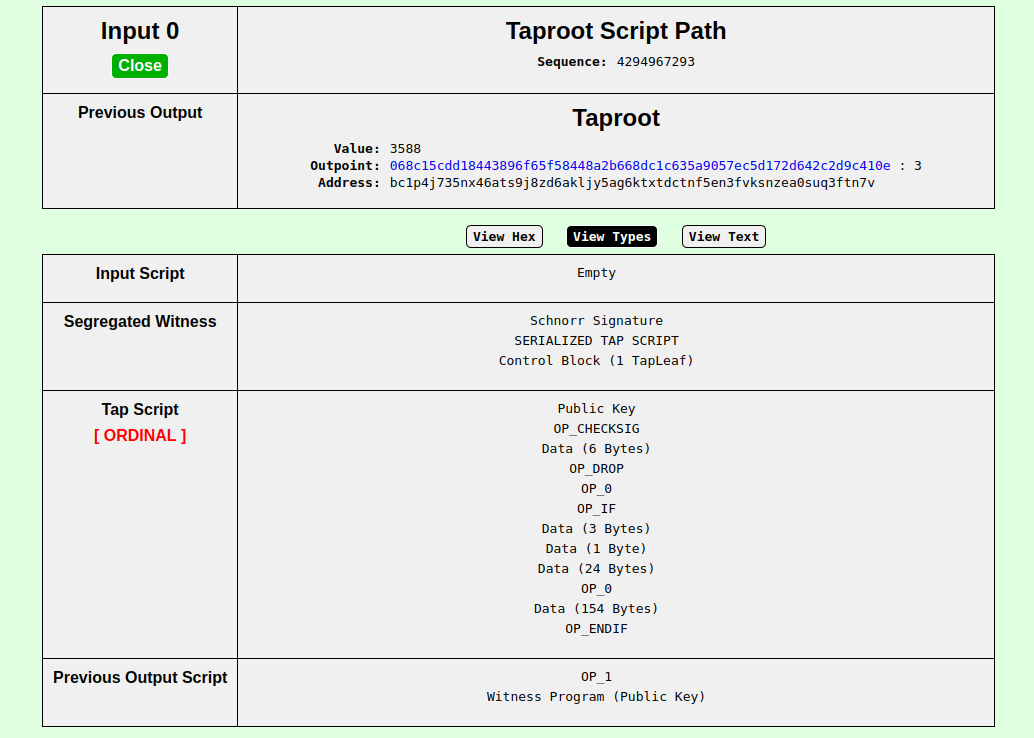 Input 0
Close
Taproot Script Path
Sequence: 4294967293
Previous Output
Taproot
Value: 3588
Outpoint: 068c15cdd18443896f65f58448a2b668dc1c635a9057ec5d172d642c2d9c410e : 3
Address: bc1p4j735nx46ats9j8zd6akljy5ag6ktxtdctnf5en3fvksnzea0suq3ftn7v
View Hex View Types View Text
Input Script
Empty
Segregated Witness
Schnorr Signature
SERIALIZED TAP SCRIPT
Control Block (1 TapLeaf)
Tap Script
[ ORDINAL ]
Public Key
OP_CHECKSIG
Data (6 Bytes)
OP_DROP
OP_0
OP_IF
Data (3 Bytes)
Data (1 Byte)
Data (24 Bytes)
OP_0
Data (154 Bytes)
OP_ENDIF
Previous Output Script
OP_1
Witness Program (Public Key)